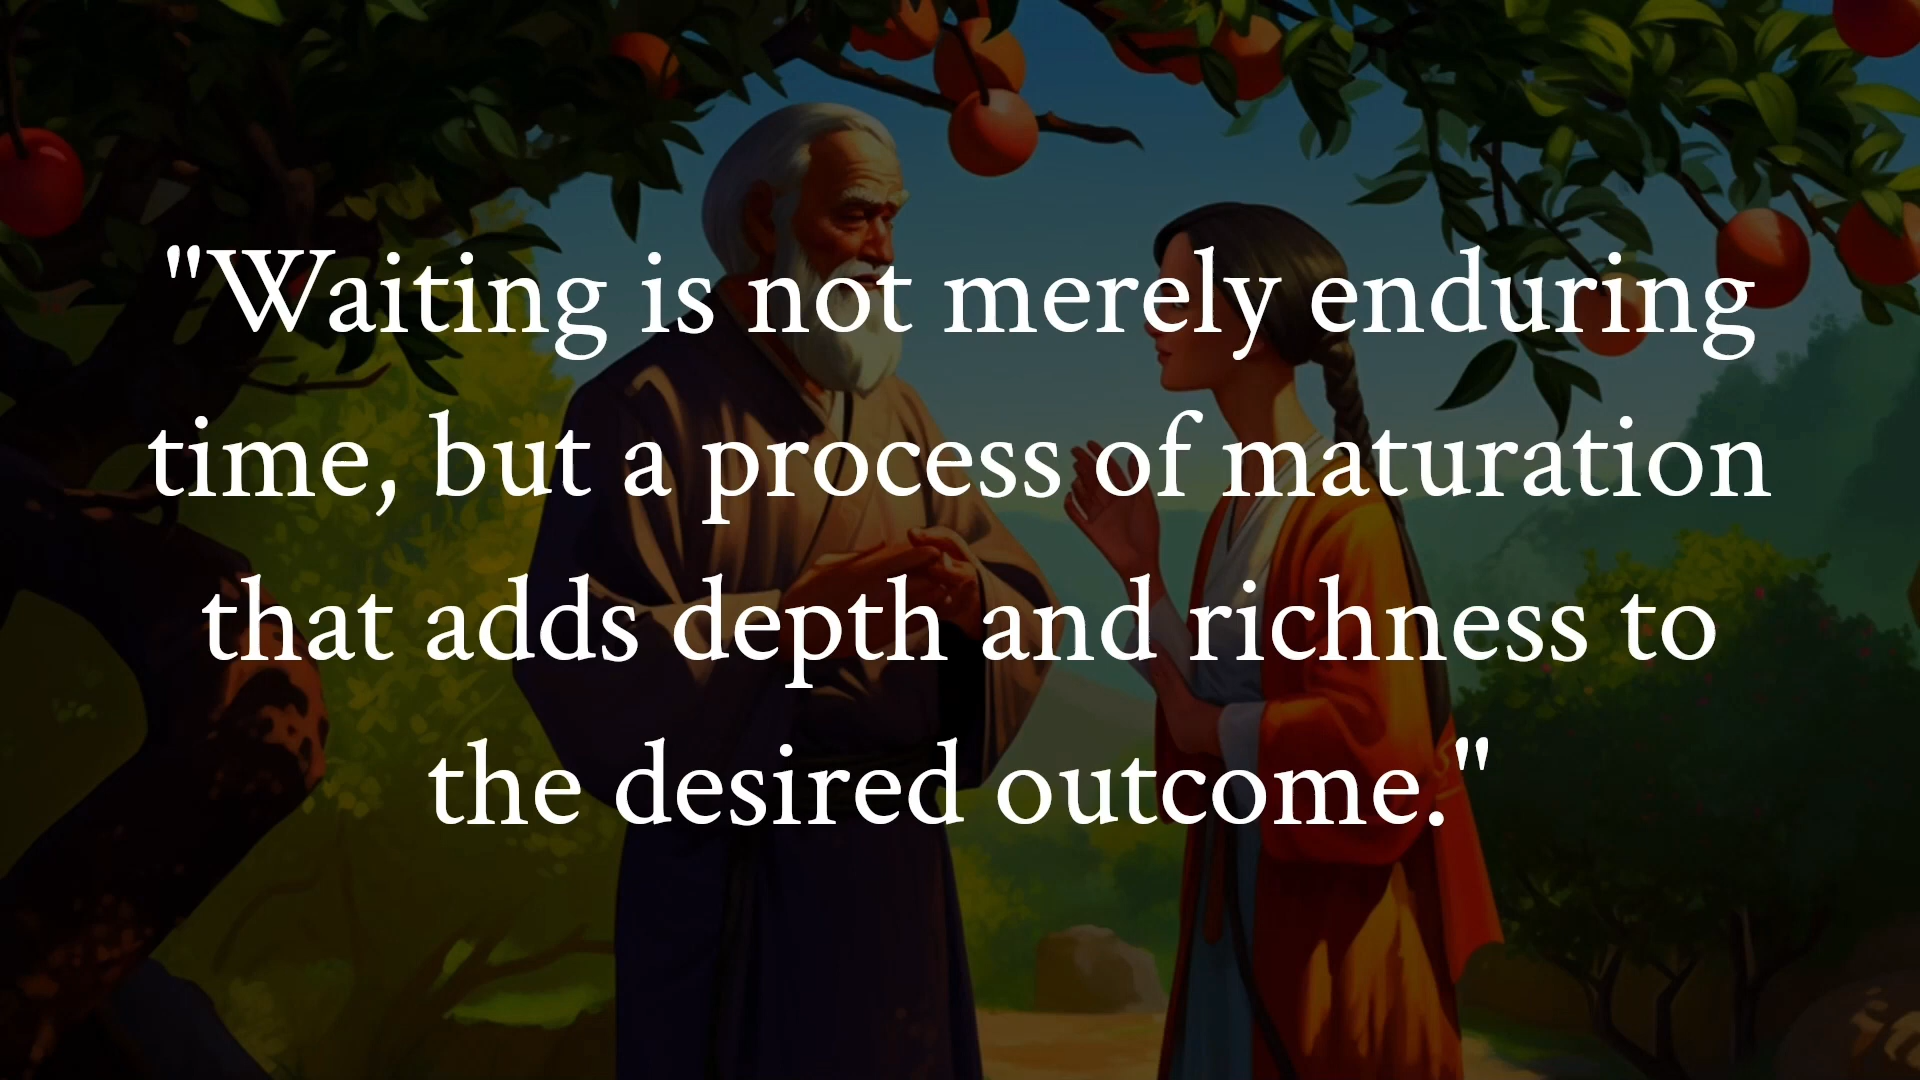 "Waiting is not merely enduring
time, but a process of maturation
that adds depth and richness to
the desired outcome."